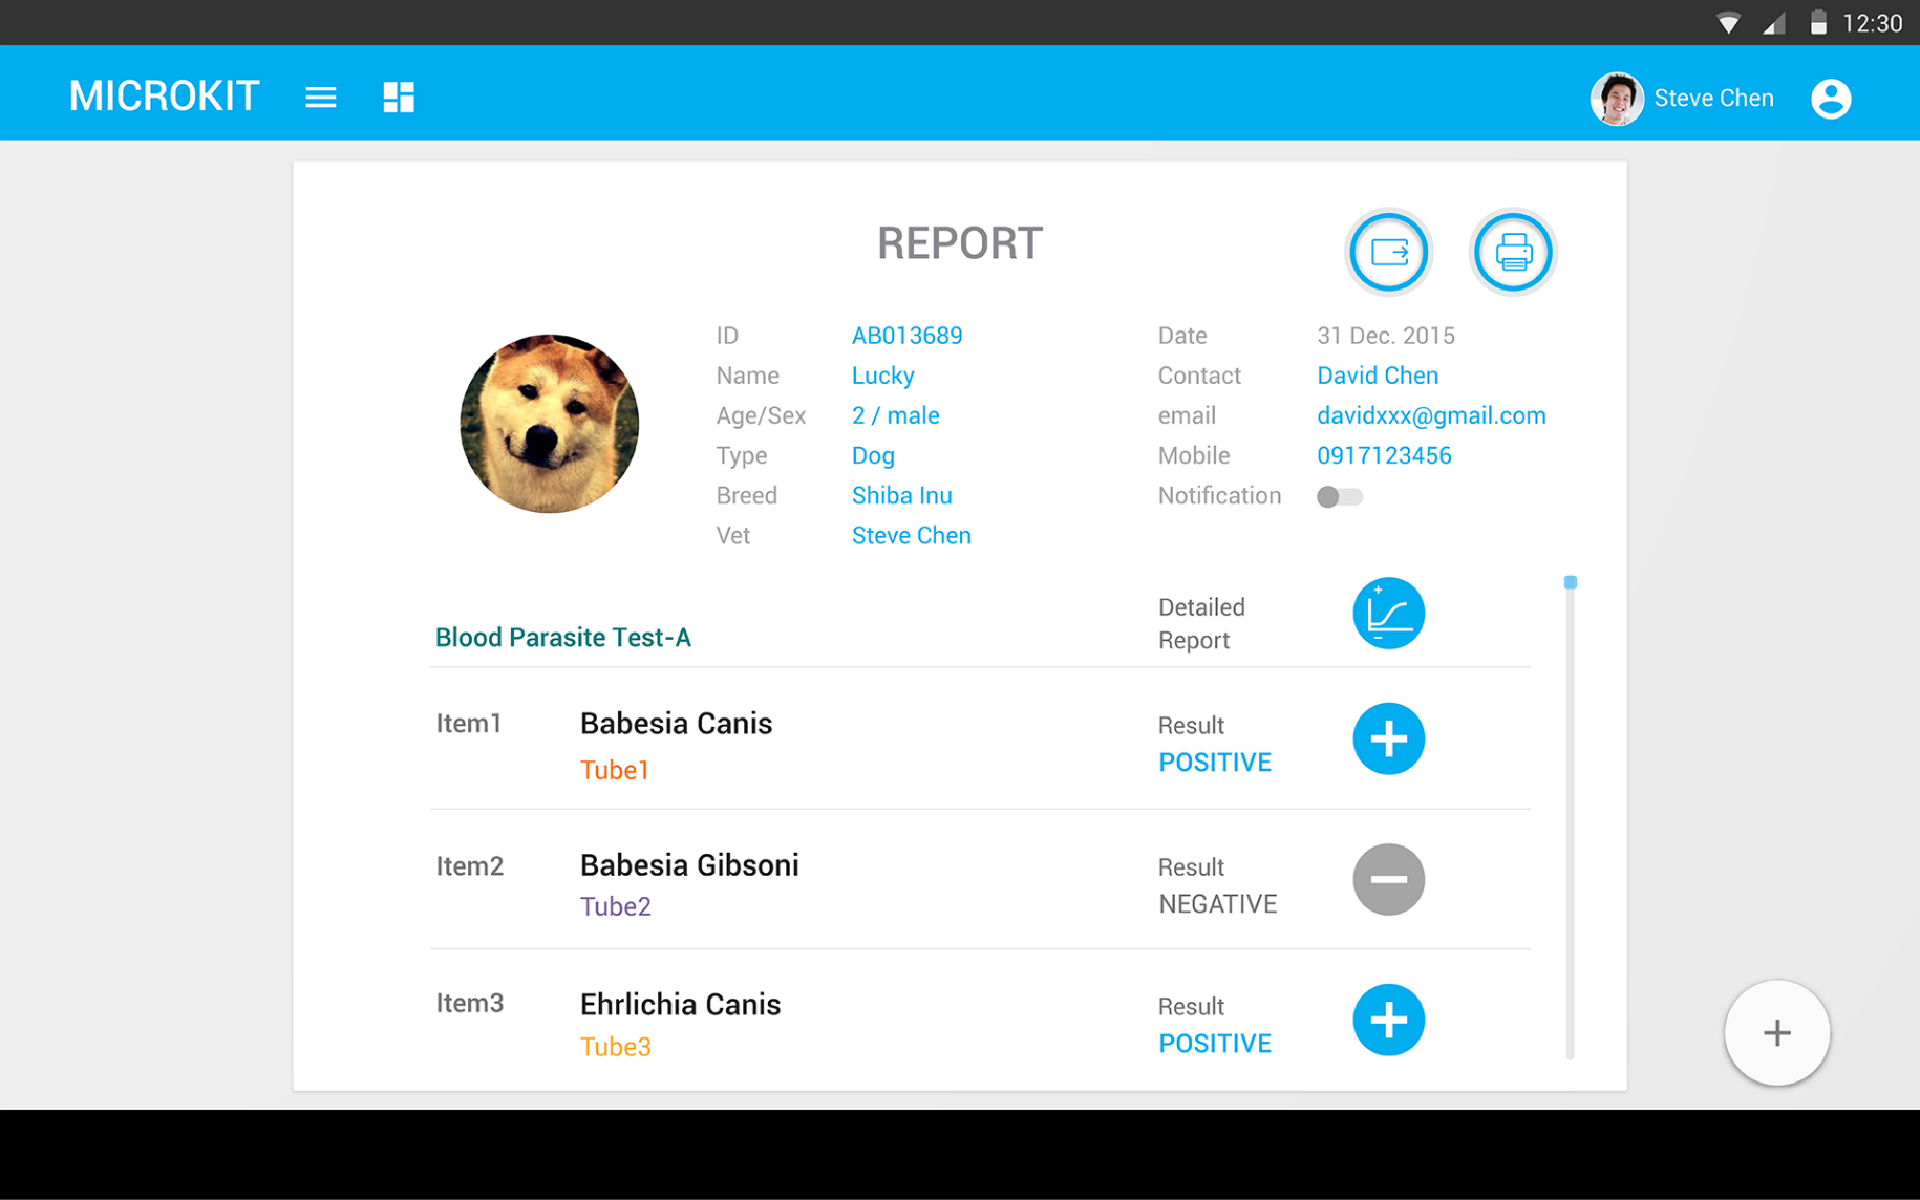 12:30
MICROKIT
Steve Chen
REPORT
ID AB013689
Name Lucky
Age/Sex 2 / male
Type Dog
Breed Shiba Inu
Vet Steve Chen
Date 31 Dec. 2015
Contact David Chen
email davidxxx@gmail.com
Mobile 0917123456
Notification
Blood Parasite Test-A
Detailed
Report
Item1 Babesia Canis
Tube1
Result
POSITIVE
Item2 Babesia Gibsoni
Tube2
Result
NEGATIVE
Item3 Ehrlichia Canis
Tube3
Result
POSITIVE